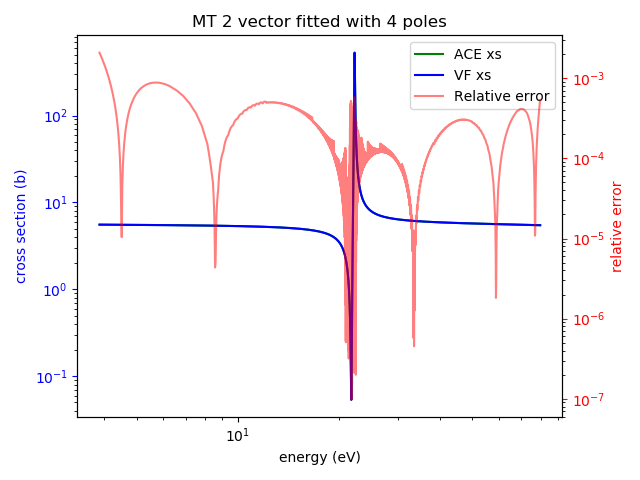 MT 2 vector fitted with 4 poles
ACE xs
VF xs
Relative error
cross section (b)
10²
10¹
10⁰
10⁻¹
relative error
10⁻³
10⁻⁴
10⁻⁵
10⁻⁶
10⁻⁷
10¹
energy (eV)